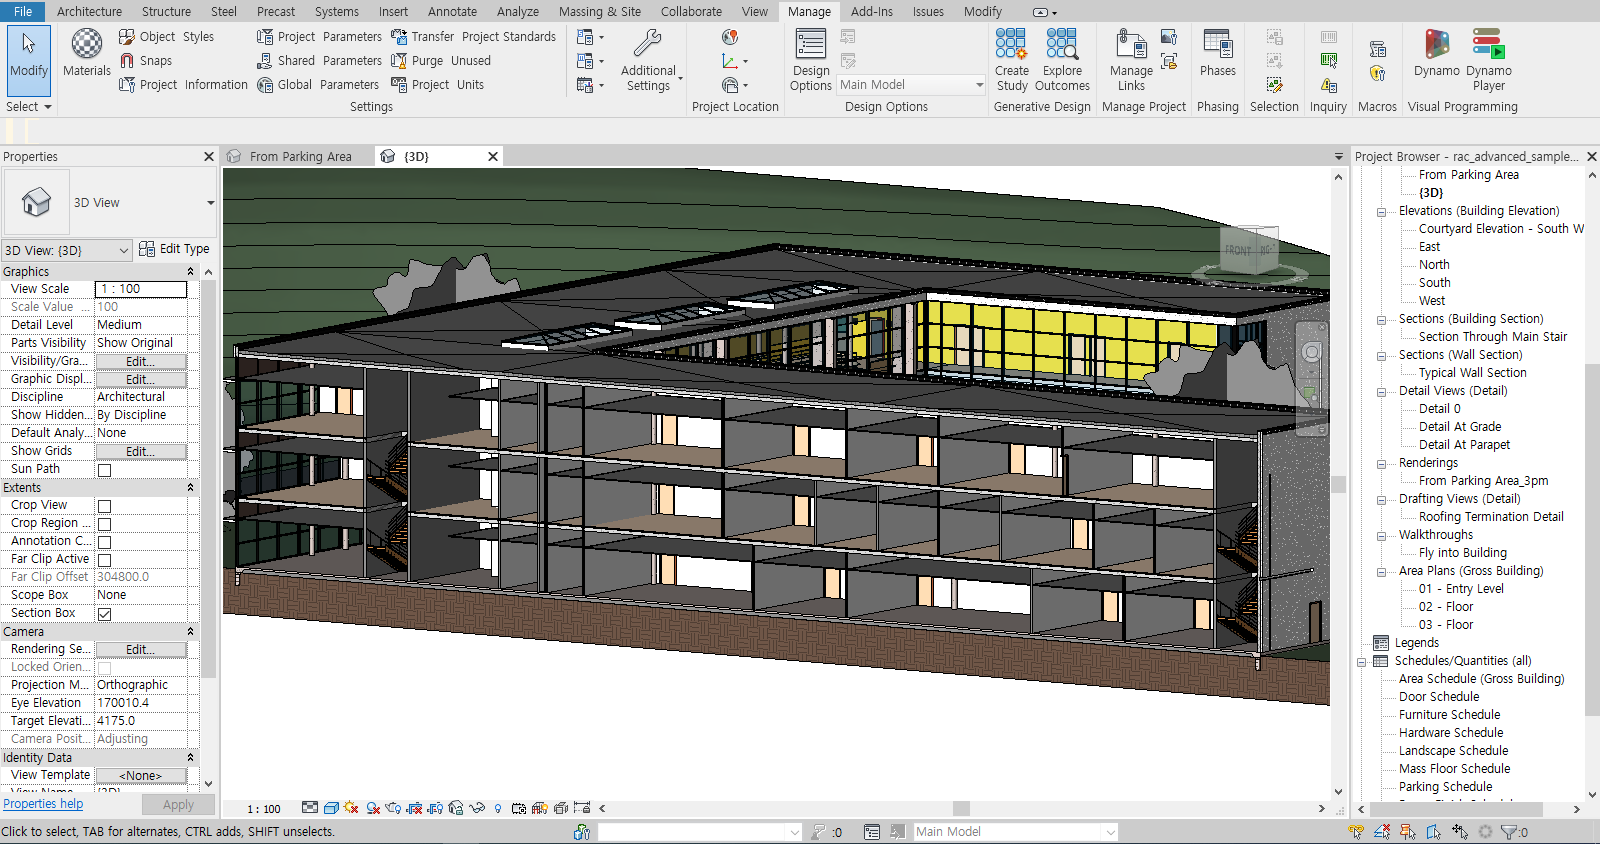 File Architecture Structure Steel Precast Systems Insert Annotate Analyze Massing & Site Collaborate View Manage Add-Ins Issues Modify
Modify
Select
Materials
Object Styles
Snaps
Project Information
Project Parameters
Shared Parameters
Global Parameters
Transfer Project Standards
Purge Unused
Project Units
Additional Settings
Settings
Project Location
Design Options
Main Model
Design Options
Create Study
Explore Outcomes
Generative Design
Manage Links
Manage Project
Phases
Phasing
Selection
Inquiry
Macros
Dynamo
Dynamo Player
Visual Programming
Properties
3D View
3D View: {3D}
Edit Type
Graphics
View Scale 1 : 100
Scale Value ... 100
Detail Level Medium
Parts Visibility Show Original
Visibility/Gra... Edit...
Graphic Displ... Edit...
Discipline Architectural
Show Hidden... By Discipline
Default Analy... None
Show Grids Edit...
Sun Path
Extents
Crop View
Crop Region ...
Annotation C...
Far Clip Active
Far Clip Offset 304800.0
Scope Box None
Section Box
Camera
Rendering Se... Edit...
Locked Orien...
Projection M... Orthographic
Eye Elevation 170010.4
Target Elevati... 4175.0
Camera Posit... Adjusting
Identity Data
View Template <None>
Properties help
Apply
From Parking Area
{3D}
FRONT
1 : 100
Project Browser - rac_advanced_sample...
From Parking Area
{3D}
Elevations (Building Elevation)
Courtyard Elevation - South W
East
North
South
West
Sections (Building Section)
Section Through Main Stair
Sections (Wall Section)
Typical Wall Section
Detail Views (Detail)
Detail 0
Detail At Grade
Detail At Parapet
Renderings
From Parking Area_3pm
Drafting Views (Detail)
Roofing Termination Detail
Walkthroughs
Fly into Building
Area Plans (Gross Building)
01 - Entry Level
02 - Floor
03 - Floor
Legends
Schedules/Quantities (all)
Area Schedule (Gross Building)
Door Schedule
Furniture Schedule
Hardware Schedule
Landscape Schedule
Mass Floor Schedule
Parking Schedule
Click to select, TAB for alternates, CTRL adds, SHIFT unselects.
:0
Main Model
:0